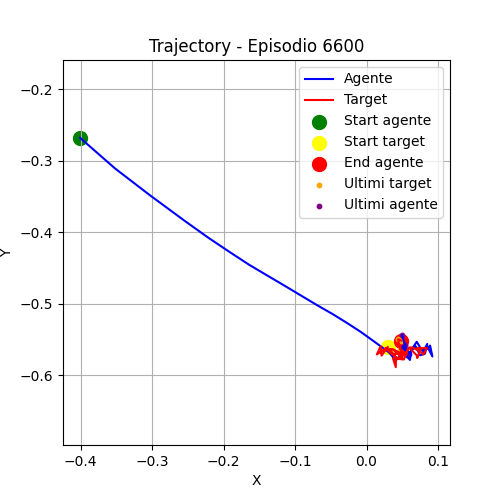 Trajectory - Episodio 6600
Agente
Target
Start agente
Start target
End agente
Ultimi target
Ultimi agente
Y
−0.2
−0.3
−0.4
−0.5
−0.6
−0.4
−0.3
−0.2
−0.1
0.0
0.1
X